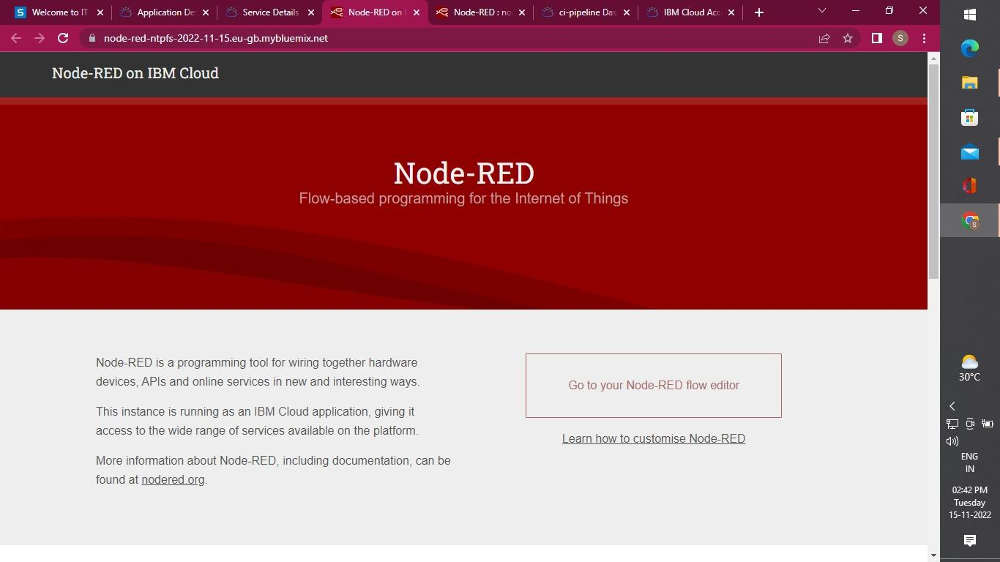 Welcome to IT
Application De
Service Details
Node-RED on
Node-RED : no
ci-pipeline Das
IBM Cloud Acc
node-red-ntpfs-2022-11-15.eu-gb.mybluemix.net
S
Node-RED on IBM Cloud
Node-RED
Flow-based programming for the Internet of Things
Node-RED is a programming tool for wiring together hardware
devices, APIs and online services in new and interesting ways.
This instance is running as an IBM Cloud application, giving it
access to the wide range of services available on the platform.
More information about Node-RED, including documentation, can be
found at nodered.org.
Go to your Node-RED flow editor
Learn how to customise Node-RED
30°C
ENG
IN
02:42 PM
Tuesday
15-11-2022